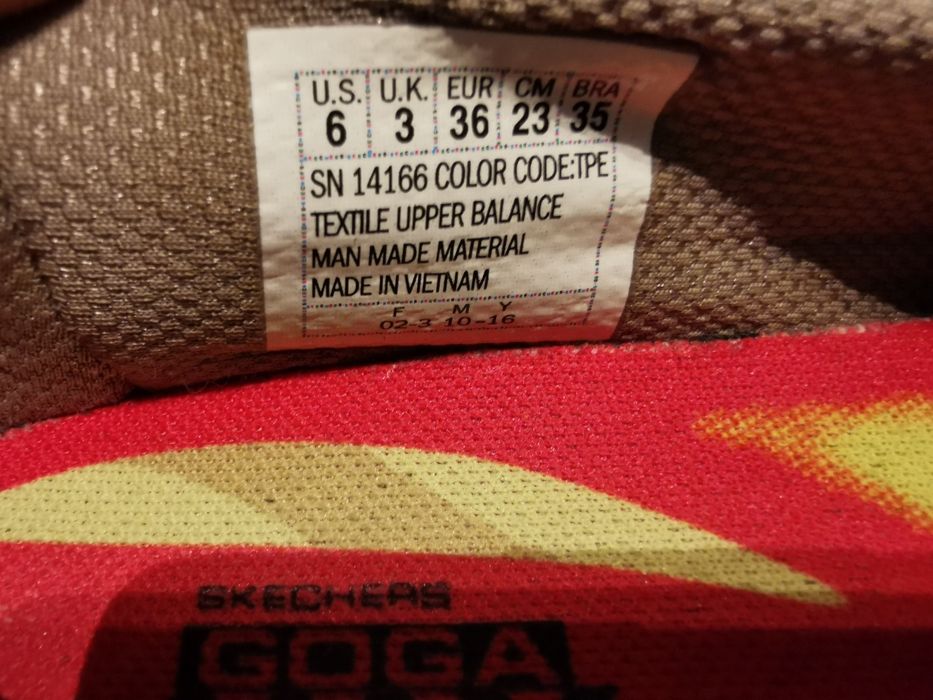 U.S. U.K. EUR CM BRA
6 3 36 23 35
SN 14166 COLOR CODE:TPE
TEXTILE UPPER BALANCE
MAN MADE MATERIAL
MADE IN VIETNAM
F M Y
02-3 10-16
SKECHERS
GOGA